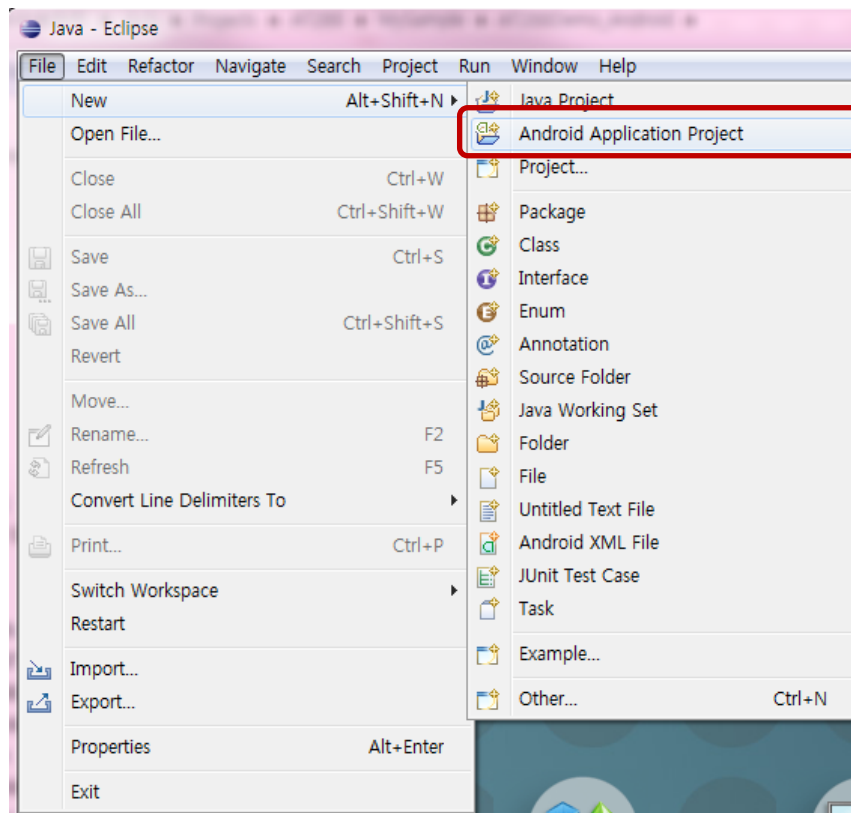 Java - Eclipse
File Edit Refactor Navigate Search Project Run Window Help
New Alt+Shift+N
Open File...
Close Ctrl+W
Close All Ctrl+Shift+W
Save Ctrl+S
Save As...
Save All Ctrl+Shift+S
Revert
Move...
Rename... F2
Refresh F5
Convert Line Delimiters To
Print... Ctrl+P
Switch Workspace
Restart
Import...
Export...
Properties Alt+Enter
Exit
Java Project
Android Application Project
Project...
Package
Class
Interface
Enum
Annotation
Source Folder
Java Working Set
Folder
File
Untitled Text File
Android XML File
JUnit Test Case
Task
Example...
Other... Ctrl+N